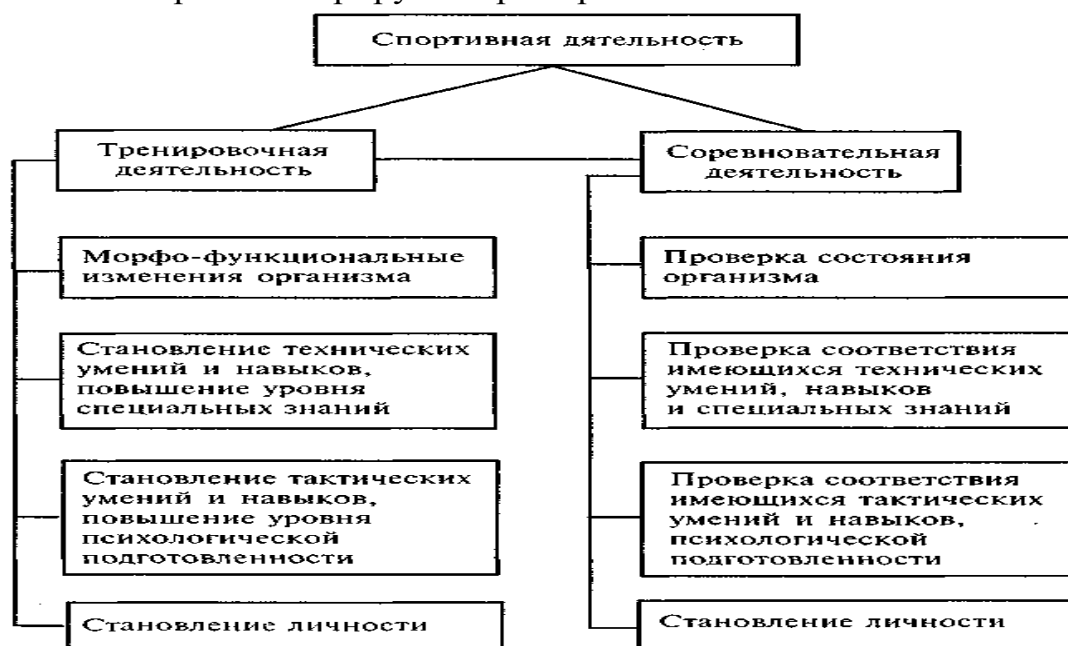 Спортивная дятельность
Тренировочная
деятельность
Соревновательная
деятельность
Морфо-функциональные
изменения организма
Проверка состояния
организма
Становление технических
умений и навыков,
повышение уровня
специальных знаний
Проверка соответствия
имеющихся технических
умений, навыков
и специальных знаний
Становление тактических
умений и навыков,
повышение уровня
психологической
подготовленности
Проверка соответствия
имеющихся тактических
умений и навыков,
психологической
подготовленности
Становление личности
Становление личности